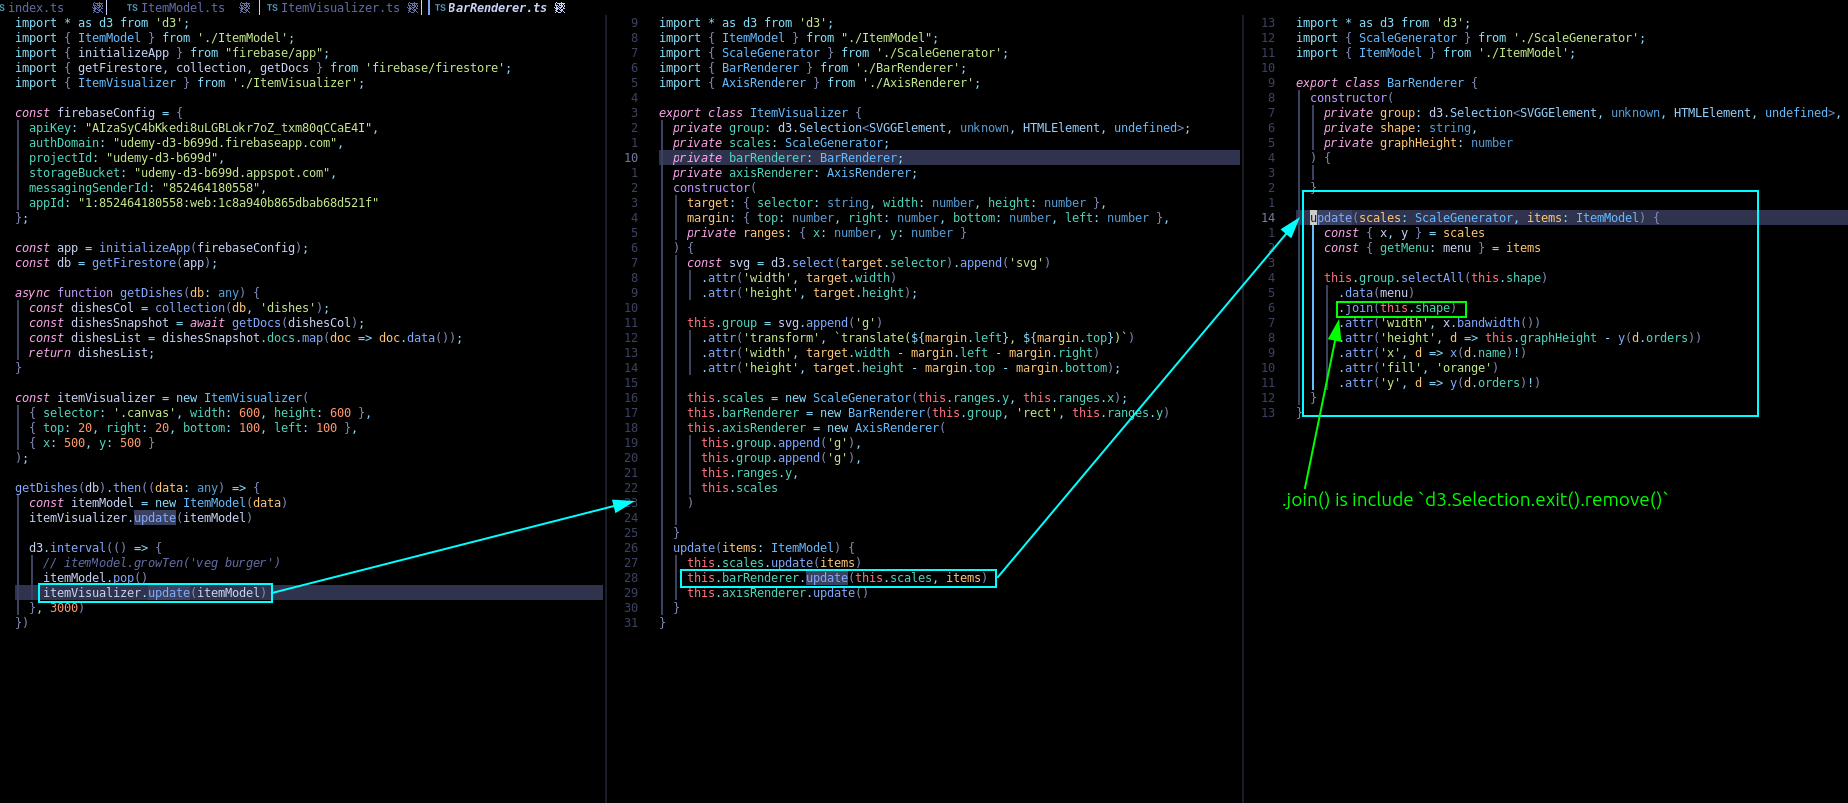 index.ts
TS ItemModel.ts
TS ItemVisualizer.ts
TS BarRenderer.ts
import * as d3 from 'd3';
import { ItemModel } from './ItemModel';
import { initializeApp } from "firebase/app";
import { getFirestore, collection, getDocs } from 'firebase/firestore';
import { ItemVisualizer } from './ItemVisualizer';
const firebaseConfig = {
apiKey: "AIzaSyC4bKkedi8uLGBLokr7oZ_txm80qCCaE4I",
authDomain: "udemy-d3-b699d.firebaseapp.com",
projectId: "udemy-d3-b699d",
storageBucket: "udemy-d3-b699d.appspot.com",
messagingSenderId: "852464180558",
appId: "1:852464180558:web:1c8a940b865dbab68d521f"
};
const app = initializeApp(firebaseConfig);
const db = getFirestore(app);
async function getDishes(db: any) {
const dishesCol = collection(db, 'dishes');
const dishesSnapshot = await getDocs(dishesCol);
const dishesList = dishesSnapshot.docs.map(doc => doc.data());
return dishesList;
}
const itemVisualizer = new ItemVisualizer(
{ selector: '.canvas', width: 600, height: 600 },
{ top: 20, right: 20, bottom: 100, left: 100 },
{ x: 500, y: 500 }
);
getDishes(db).then((data: any) => {
const itemModel = new ItemModel(data)
itemVisualizer.update(itemModel)
d3.interval(() => {
// itemModel.growTen('veg burger')
itemModel.pop()
itemVisualizer.update(itemModel)
}, 3000)
})
9 import * as d3 from 'd3';
8 import { ItemModel } from "./ItemModel";
7 import { ScaleGenerator } from './ScaleGenerator';
6 import { BarRenderer } from './BarRenderer';
5 import { AxisRenderer } from './AxisRenderer';
4
3 export class ItemVisualizer {
2 private group: d3.Selection<SVGGElement, unknown, HTMLElement, undefined>;
1 private scales: ScaleGenerator;
10 private barRenderer: BarRenderer;
1 private axisRenderer: AxisRenderer;
2 constructor(
3 target: { selector: string, width: number, height: number },
4 margin: { top: number, right: number, bottom: number, left: number },
5 private ranges: { x: number, y: number }
6 ) {
7 const svg = d3.select(target.selector).append('svg')
8 .attr('width', target.width)
9 .attr('height', target.height);
10
11 this.group = svg.append('g')
12 .attr('transform', `translate(${margin.left}, ${margin.top})`)
13 .attr('width', target.width - margin.left - margin.right)
14 .attr('height', target.height - margin.top - margin.bottom);
15
16 this.scales = new ScaleGenerator(this.ranges.y, this.ranges.x);
17 this.barRenderer = new BarRenderer(this.group, 'rect', this.ranges.y)
18 this.axisRenderer = new AxisRenderer(
19 this.group.append('g'),
20 this.group.append('g'),
21 this.ranges.y,
22 this.scales
23 )
24
25 }
26 update(items: ItemModel) {
27 this.scales.update(items)
28 this.barRenderer.update(this.scales, items)
29 this.axisRenderer.update()
30 }
31 }
13 import * as d3 from 'd3';
12 import { ScaleGenerator } from './ScaleGenerator';
11 import { ItemModel } from './ItemModel';
10
9 export class BarRenderer {
8 constructor(
7 private group: d3.Selection<SVGGElement, unknown, HTMLElement, undefined>,
6 private shape: string,
5 private graphHeight: number
4 ) {
3
2 }
1
14 update(scales: ScaleGenerator, items: ItemModel) {
1 const { x, y } = scales
2 const { getMenu: menu } = items
3
4 this.group.selectAll(this.shape)
5 .data(menu)
6 .join(this.shape)
7 .attr('width', x.bandwidth())
8 .attr('height', d => this.graphHeight - y(d.orders))
9 .attr('x', d => x(d.name)!)
10 .attr('fill', 'orange')
11 .attr('y', d => y(d.orders)!)
12 }
13 }
.join() is include `d3.Selection.exit().remove()`